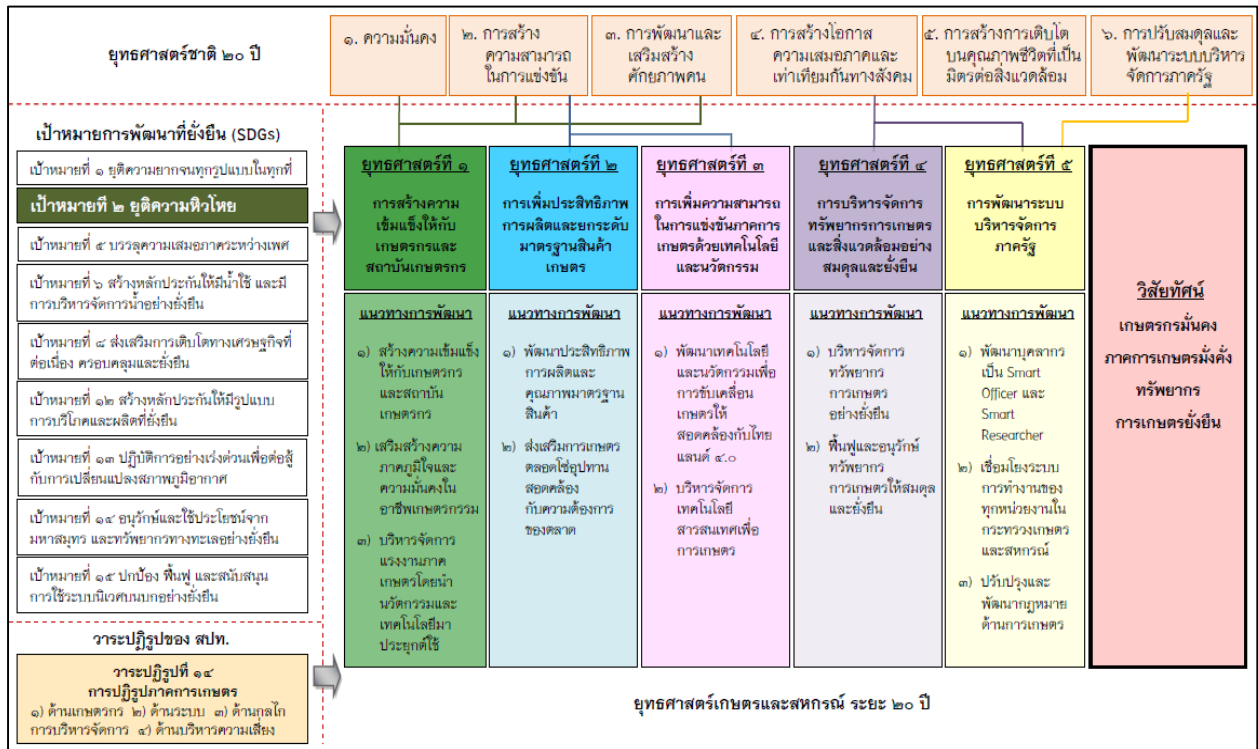 ยุทธศาสตร์ชาติ ๒๐ ปี
๑. ความมั่นคง
๒. การสร้าง
ความสามารถ
ในการแข่งขัน
๓. การพัฒนาและ
เสริมสร้าง
ศักยภาพคน
๔. การสร้างโอกาส
ความเสมอภาคและ
เท่าเทียมกันทางสังคม
๕. การสร้างการเติบโต
บนคุณภาพชีวิตที่เป็น
มิตรต่อสิ่งแวดล้อม
๖. การปรับสมดุลและ
พัฒนาระบบบริหาร
จัดการภาครัฐ
เป้าหมายการพัฒนาที่ยั่งยืน (SDGs)
เป้าหมายที่ ๑ ยุติความยากจนทุกรูปแบบในทุกที่
เป้าหมายที่ ๒ ยุติความหิวโหย
เป้าหมายที่ ๕ บรรลุความเสมอภาคระหว่างเพศ
เป้าหมายที่ ๖ สร้างหลักประกันให้มีน้ำใช้ และมี
การบริหารจัดการน้ำอย่างยั่งยืน
เป้าหมายที่ ๘ ส่งเสริมการเติบโตทางเศรษฐกิจที่
ต่อเนื่อง ครอบคลุมและยั่งยืน
เป้าหมายที่ ๑๒ สร้างหลักประกันให้มีรูปแบบ
การบริโภคและผลิตที่ยั่งยืน
เป้าหมายที่ ๑๓ ปฏิบัติการอย่างเร่งด่วนเพื่อต่อสู้
กับการเปลี่ยนแปลงสภาพภูมิอากาศ
เป้าหมายที่ ๑๔ อนุรักษ์และใช้ประโยชน์จาก
มหาสมุทร และทรัพยากรทางทะเลอย่างยั่งยืน
เป้าหมายที่ ๑๕ ปกป้อง ฟื้นฟู และสนับสนุน
การใช้ระบบนิเวศบนบกอย่างยั่งยืน
วาระปฏิรูปของ สปท.
วาระปฏิรูปที่ ๑๔
การปฏิรูปภาคการเกษตร
๑) ด้านเกษตรกร ๒) ด้านระบบ ๓) ด้านกลไก
การบริหารจัดการ ๔) ด้านบริหารความเสี่ยง
ยุทธศาสตร์ที่ ๑
การสร้างความ
เข้มแข็งให้กับ
เกษตรกรและ
สถาบันเกษตรกร
แนวทางการพัฒนา
๑) สร้างความเข้มแข็ง
ให้กับเกษตรกร
และสถาบัน
เกษตรกร
๒) เสริมสร้างความ
ภาคภูมิใจและ
ความมั่นคงใน
อาชีพเกษตรกรรม
๓) บริหารจัดการ
แรงงานภาค
เกษตรโดยนำ
นวัตกรรมและ
เทคโนโลยีมา
ประยุกต์ใช้
ยุทธศาสตร์ที่ ๒
การเพิ่มประสิทธิภาพ
การผลิตและยกระดับ
มาตรฐานสินค้า
เกษตร
แนวทางการพัฒนา
๑) พัฒนาประสิทธิภาพ
การผลิตและ
คุณภาพมาตรฐาน
สินค้า
๒) ส่งเสริมการเกษตร
ตลอดโซ่อุปทาน
สอดคล้อง
กับความต้องการ
ของตลาด
ยุทธศาสตร์ที่ ๓
การเพิ่มความสามารถ
ในการแข่งขันภาคการ
เกษตรด้วยเทคโนโลยี
และนวัตกรรม
แนวทางการพัฒนา
๑) พัฒนาเทคโนโลยี
และนวัตกรรมเพื่อ
การขับเคลื่อน
เกษตรให้
สอดคล้องกับไทย
แลนด์ ๔.๐
๒) บริหารจัดการ
เทคโนโลยี
สารสนเทศเพื่อ
การเกษตร
ยุทธศาสตร์ที่ ๔
การบริหารจัดการ
ทรัพยากรการเกษตร
และสิ่งแวดล้อมอย่าง
สมดุลและยั่งยืน
แนวทางการพัฒนา
๑) บริหารจัดการ
ทรัพยากร
การเกษตร
อย่างยั่งยืน
๒) ฟื้นฟูและอนุรักษ์
ทรัพยากร
การเกษตรให้สมดุล
และยั่งยืน
ยุทธศาสตร์ที่ ๕
การพัฒนาระบบ
บริหารจัดการ
ภาครัฐ
แนวทางการพัฒนา
๑) พัฒนาบุคลากร
เป็น Smart
Officer และ
Smart
Researcher
๒) เชื่อมโยงระบบ
การทำงานของ
ทุกหน่วยงานใน
กระทรวงเกษตร
และสหกรณ์
๓) ปรับปรุงและ
พัฒนากฎหมาย
ด้านการเกษตร
วิสัยทัศน์
เกษตรกรมั่นคง
ภาคการเกษตรมั่งคั่ง
ทรัพยากร
การเกษตรยั่งยืน
ยุทธศาสตร์เกษตรและสหกรณ์ ระยะ ๒๐ ปี